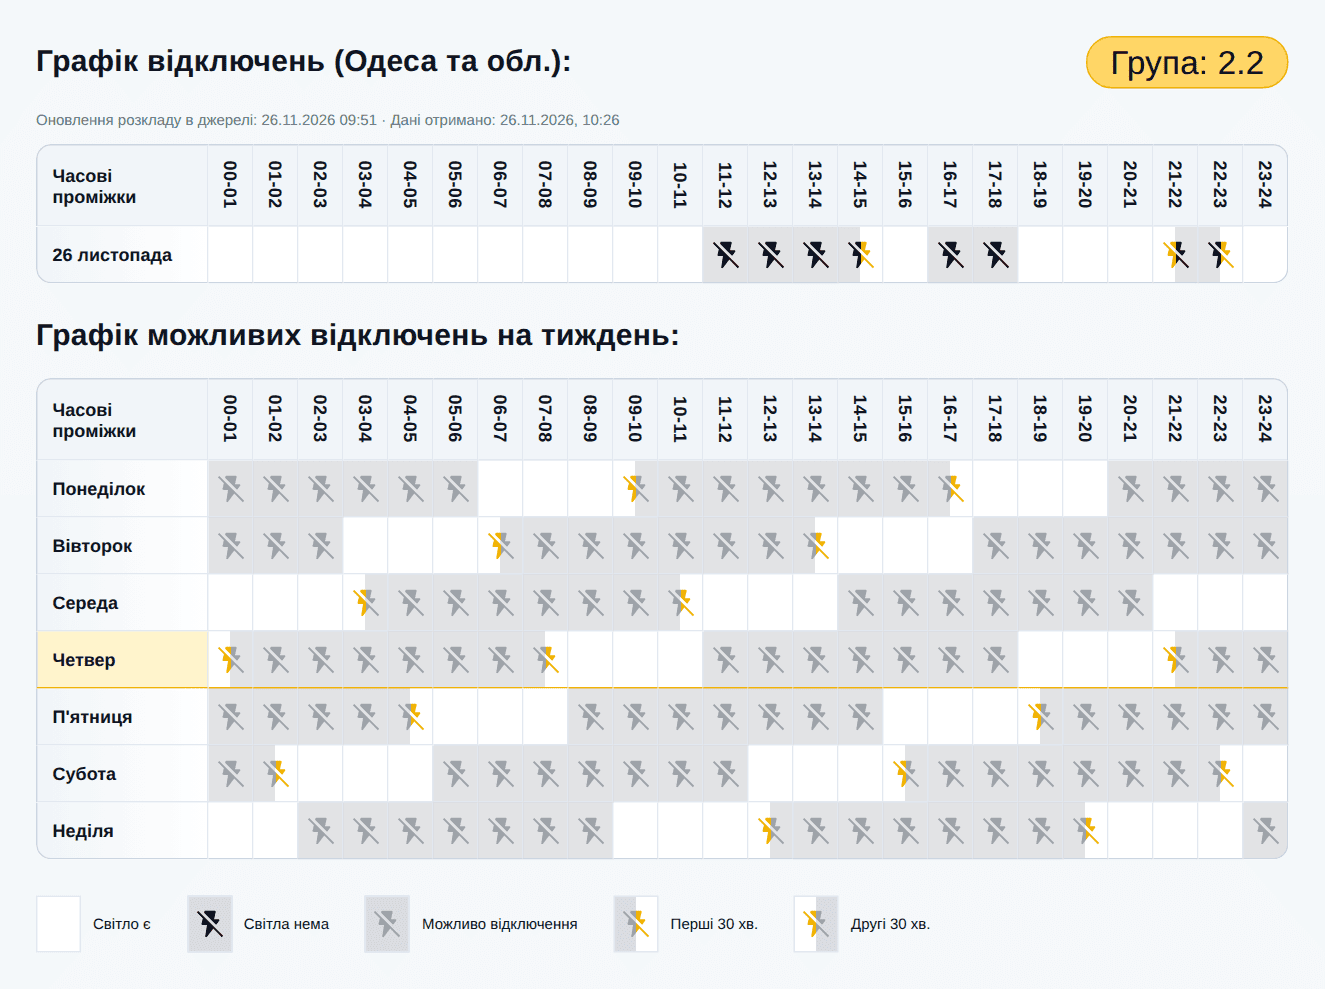 Графік відключень (Одеса та обл.):
Група: 2.2
Оновлення розкладу в джерелі: 26.11.2026 09:51 · Дані отримано: 26.11.2026, 10:26
Часові проміжки 00-01 01-02 02-03 03-04 04-05 05-06 06-07 07-08 08-09 09-10 10-11 11-12 12-13 13-14 14-15 15-16 16-17 17-18 18-19 19-20 20-21 21-22 22-23 23-24
26 листопада
Графік можливих відключень на тиждень:
Часові проміжки 00-01 01-02 02-03 03-04 04-05 05-06 06-07 07-08 08-09 09-10 10-11 11-12 12-13 13-14 14-15 15-16 16-17 17-18 18-19 19-20 20-21 21-22 22-23 23-24
Понеділок
Вівторок
Середа
Четвер
П'ятниця
Субота
Неділя
Світло є Світла нема Можливо відключення Перші 30 хв. Другі 30 хв.